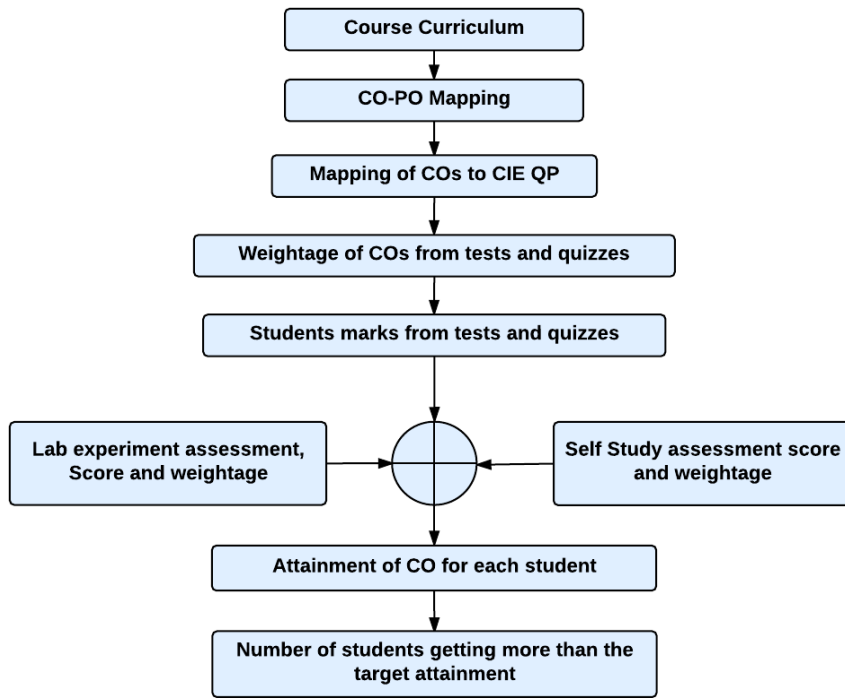 Course Curriculum
CO-PO Mapping
Mapping of COs to CIE QP
Weightage of COs from tests and quizzes
Students marks from tests and quizzes
Lab experiment assessment,
Score and weightage
Self Study assessment score
and weightage
Attainment of CO for each student
Number of students getting more than the
target attainment